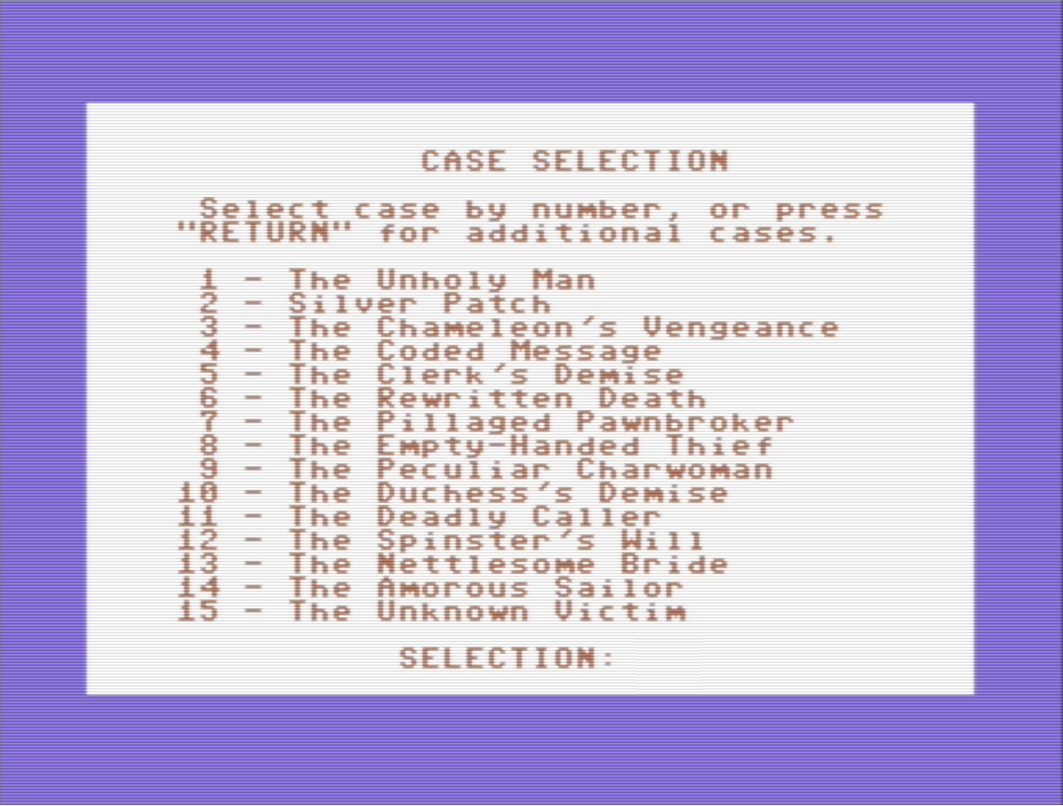 CASE SELECTION
Select case by number, or press
"RETURN" for additional cases.
1 - The Unholy Man
2 - Silver Patch
3 - The Chameleon's Vengeance
4 - The Coded Message
5 - The Clerk's Demise
6 - The Rewritten Death
7 - The Pillaged Pawnbroker
8 - The Empty-Handed Thief
9 - The Peculiar Charwoman
10 - The Duchess's Demise
11 - The Deadly Caller
12 - The Spinster's Will
13 - The Nettlesome Bride
14 - The Amorous Sailor
15 - The Unknown Victim
SELECTION: